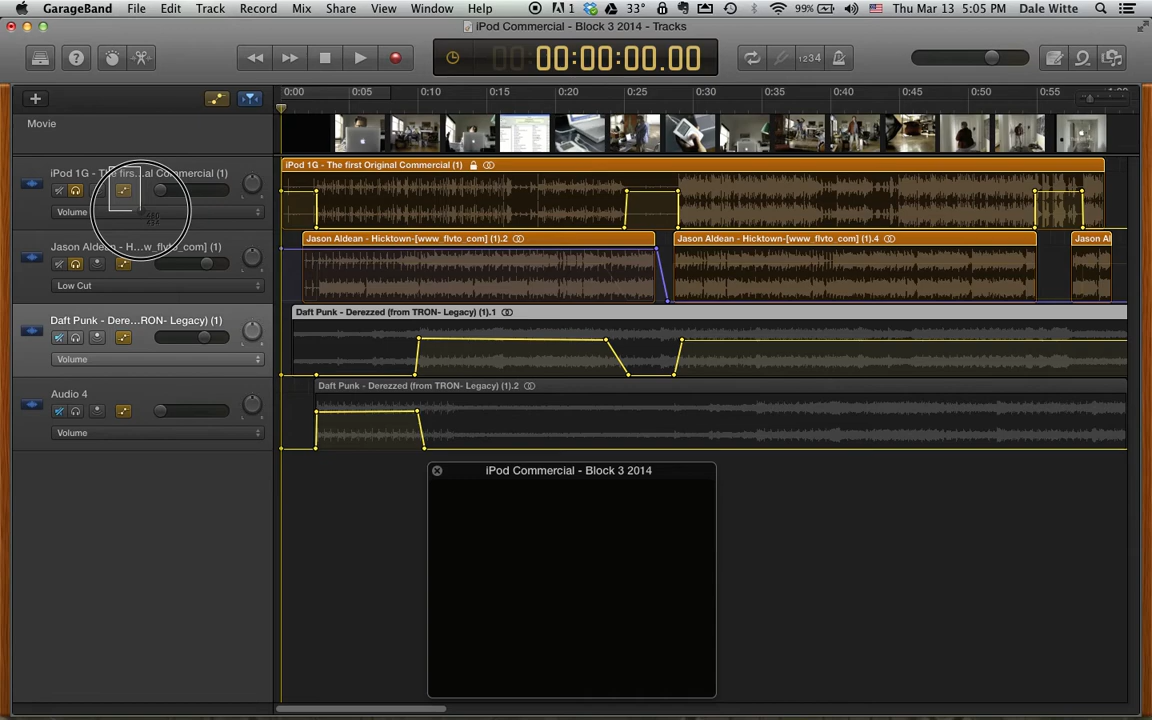 GarageBand File Edit Track Record Mix Share View Window Help 1 33° 99% Thu Mar 13 5:05 PM Dale Witte
iPod Commercial - Block 3 2014 - Tracks
00:00:00.00
1234
0:00 0:05 0:10 0:15 0:20 0:25 0:30 0:35 0:40 0:45 0:50 0:55
Movie
iPod 1G - The firs...al Commercial (1)
Volume
iPod 1G - The first Original Commercial (1)
Jason Aldean - H...w_flvto_com] (1)
Low Cut
Jason Aldean - Hicktown-[www_flvto_com] (1).2
Jason Aldean - Hicktown-[www_flvto_com] (1).4
Jason Al
Daft Punk - Dere...RON- Legacy) (1)
Volume
Daft Punk - Derezzed (from TRON- Legacy) (1).1
Audio 4
Volume
Daft Punk - Derezzed (from TRON- Legacy) (1).2
iPod Commercial - Block 3 2014